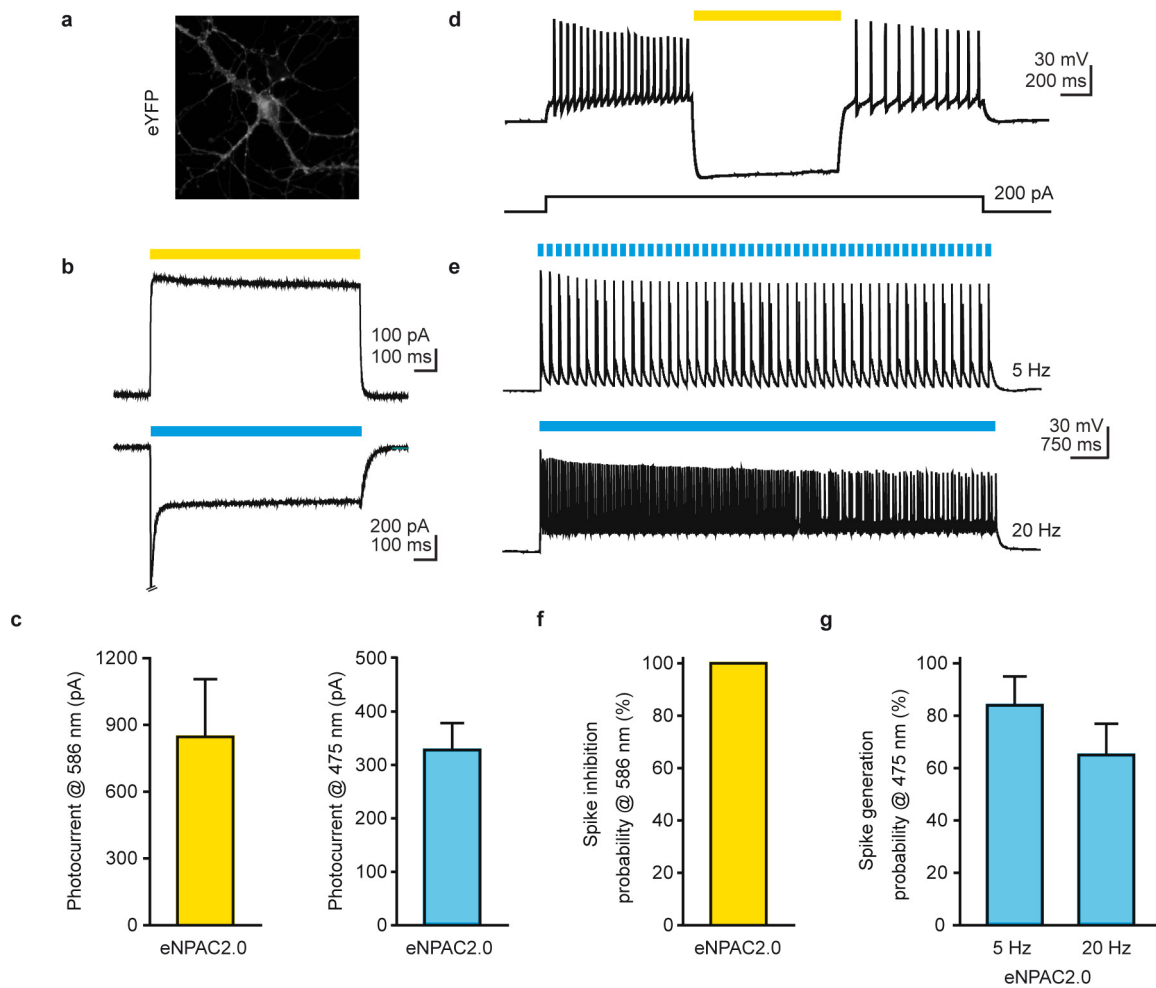 a
eYFP
d
30 mV
200 ms
200 pA
b
100 pA
100 ms
200 pA
100 ms
e
5 Hz
30 mV
750 ms
20 Hz
c
Photocurrent @ 586 nm (pA)
1200
900
600
300
0
eNPAC2.0
Photocurrent @ 475 nm (pA)
500
400
300
200
100
0
eNPAC2.0
f
Spike inhibition
probability @ 586 nm (%)
100
80
60
40
20
0
eNPAC2.0
g
Spike generation
probability @ 475 nm (%)
100
80
60
40
20
0
5 Hz
20 Hz
eNPAC2.0